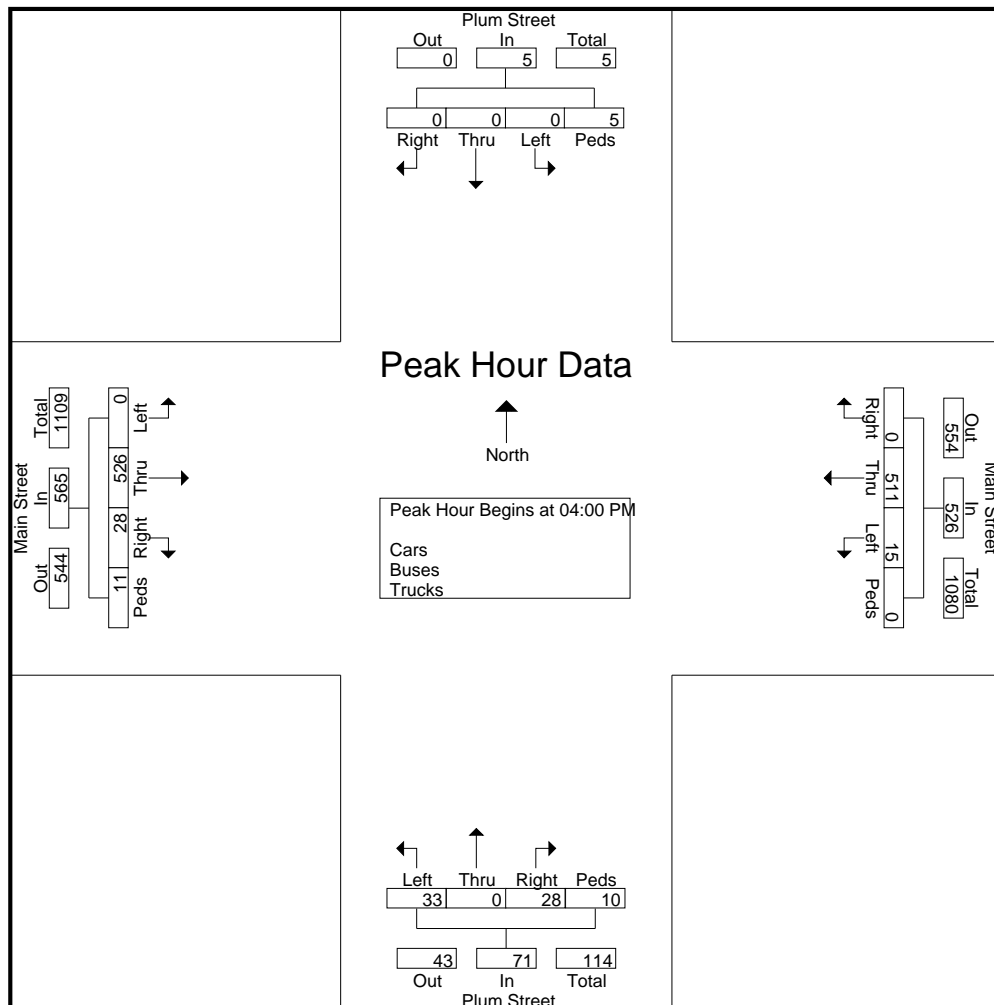 Plum Street
Out In Total
0 5 5
0 0 0 5
Right Thru Left Peds
Peak Hour Data
North
Peak Hour Begins at 04:00 PM
Cars
Buses
Trucks
Main Street
Total In Out
1109 565 544
0 526 28 11
Left Thru Right Peds
Right Thru Left Peds
0 511 15 0
Out In Total
554 526 1080
Main Street
Left Thru Right Peds
33 0 28 10
43 71 114
Out In Total
Plum Street